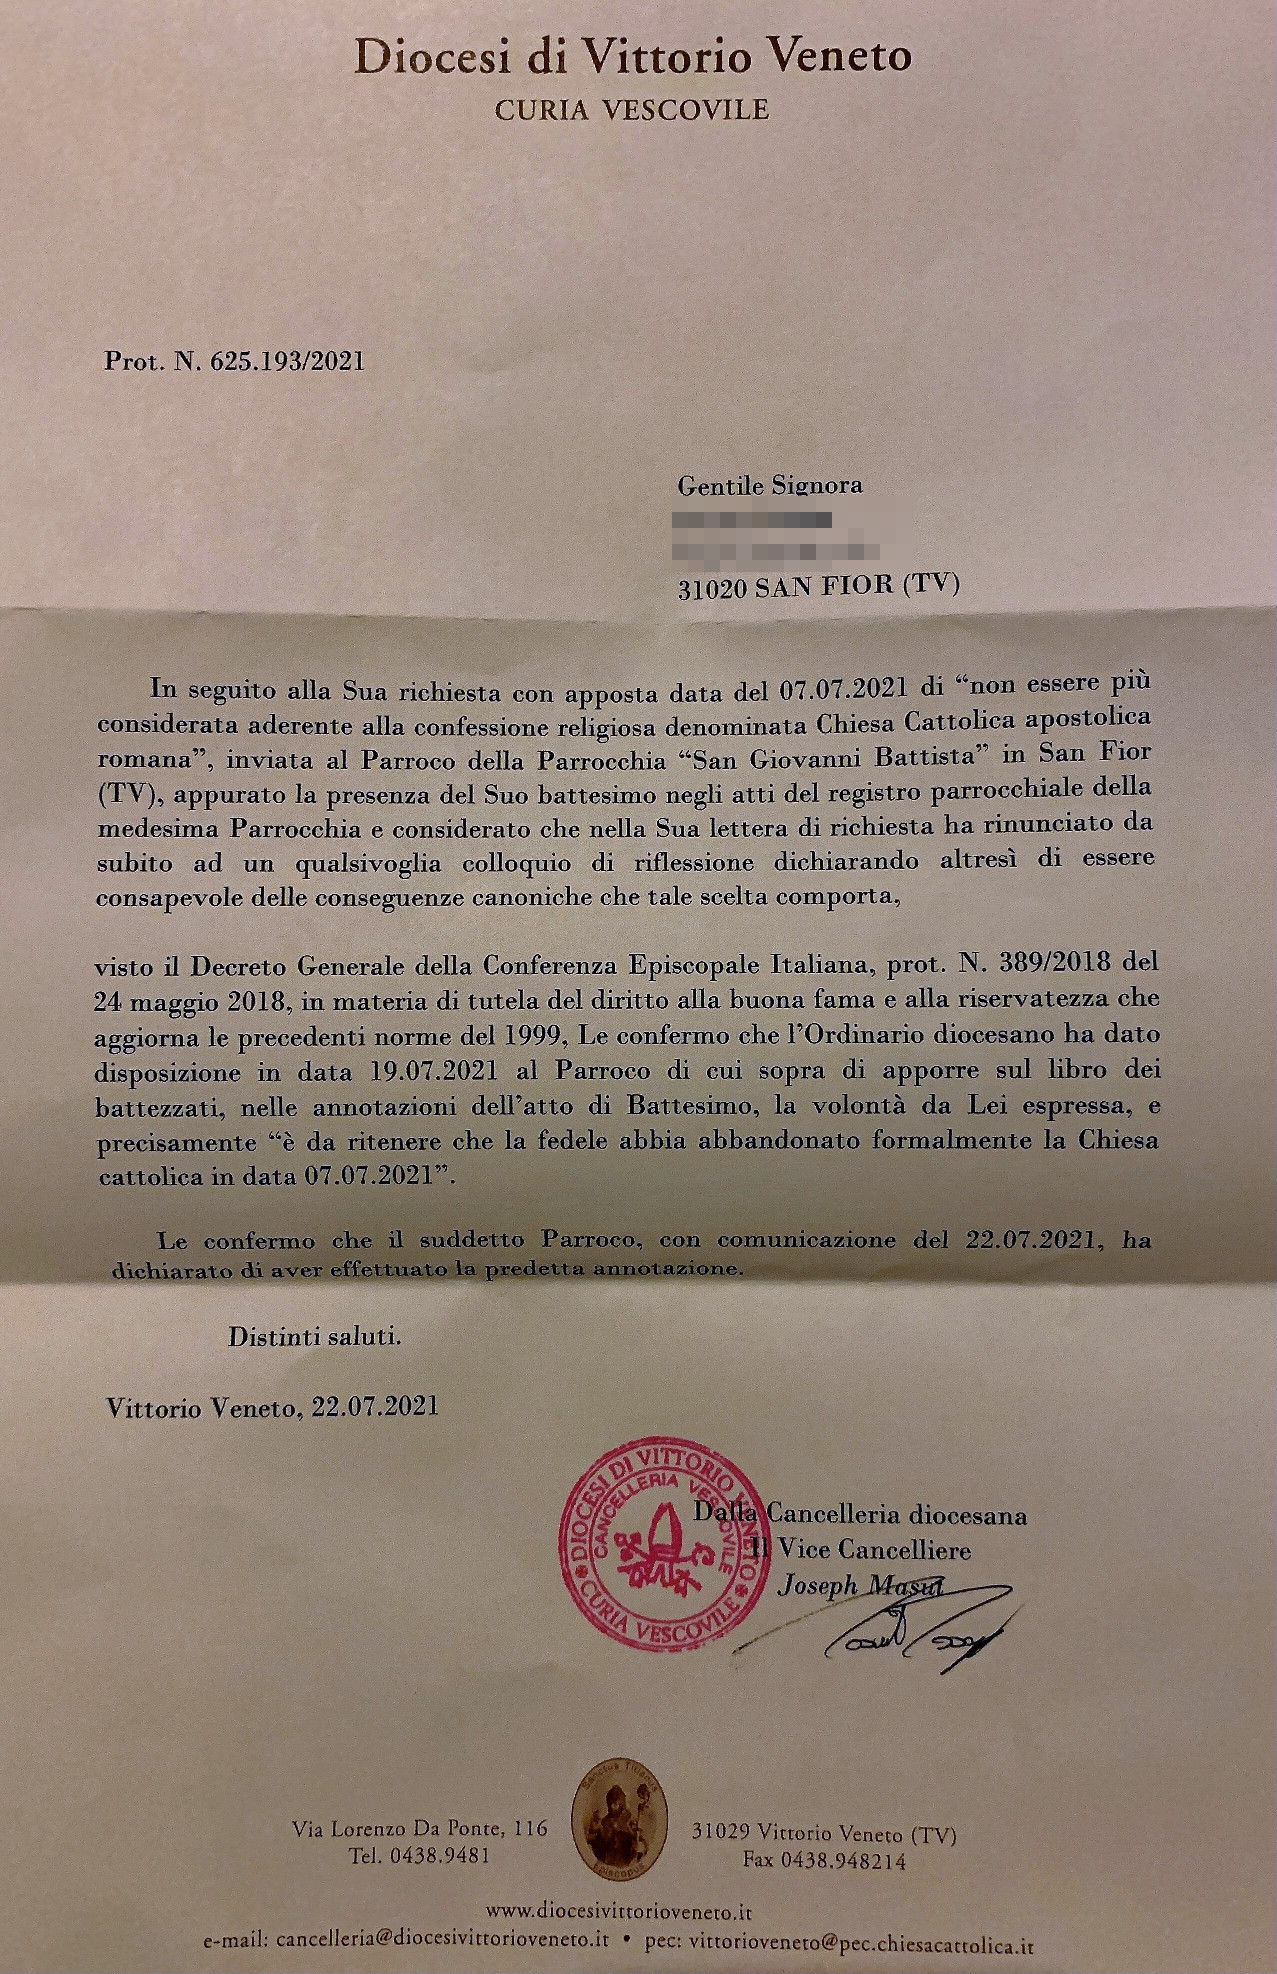 Diocesi di Vittorio Veneto
CURIA VESCOVILE
Prot. N. 625.193/2021
Gentile Signora
31020 SAN FIOR (TV)
In seguito alla Sua richiesta con apposta data del 07.07.2021 di “non essere più
considerata aderente alla confessione religiosa denominata Chiesa Cattolica apostolica
romana”, inviata al Parroco della Parrocchia “San Giovanni Battista” in San Fior
(TV), appurato la presenza del Suo battesimo negli atti del registro parrocchiale della
medesima Parrocchia e considerato che nella Sua lettera di richiesta ha rinunciato da
subito ad un qualsivoglia colloquio di riflessione dichiarando altresì di essere
consapevole delle conseguenze canoniche che tale scelta comporta,
visto il Decreto Generale della Conferenza Episcopale Italiana, prot. N. 389/2018 del
24 maggio 2018, in materia di tutela del diritto alla buona fama e alla riservatezza che
aggiorna le precedenti norme del 1999, Le confermo che l’Ordinario diocesano ha dato
disposizione in data 19.07.2021 al Parroco di cui sopra di apporre sul libro dei
battezzati, nelle annotazioni dell’atto di Battesimo, la volontà da Lei espressa, e
precisamente “è da ritenere che la fedele abbia abbandonato formalmente la Chiesa
cattolica in data 07.07.2021”.
Le confermo che il suddetto Parroco, con comunicazione del 22.07.2021, ha
dichiarato di aver effettuato la predetta annotazione.
Distinti saluti.
Vittorio Veneto, 22.07.2021
DIOCESI DI VITTORIO VENETO
CANCELLERIA VESCOVILE
CURIA VESCOVILE
Dalla Cancelleria diocesana
Il Vice Cancelliere
Joseph Masut
Sanctus Titianus
Episcopus
Via Lorenzo Da Ponte, 116
Tel. 0438.9481
31029 Vittorio Veneto (TV)
Fax 0438.948214
www.diocesivittorioveneto.it
e-mail: cancelleria@diocesivittorioveneto.it • pec: vittorioveneto@pec.chiesacattolica.it